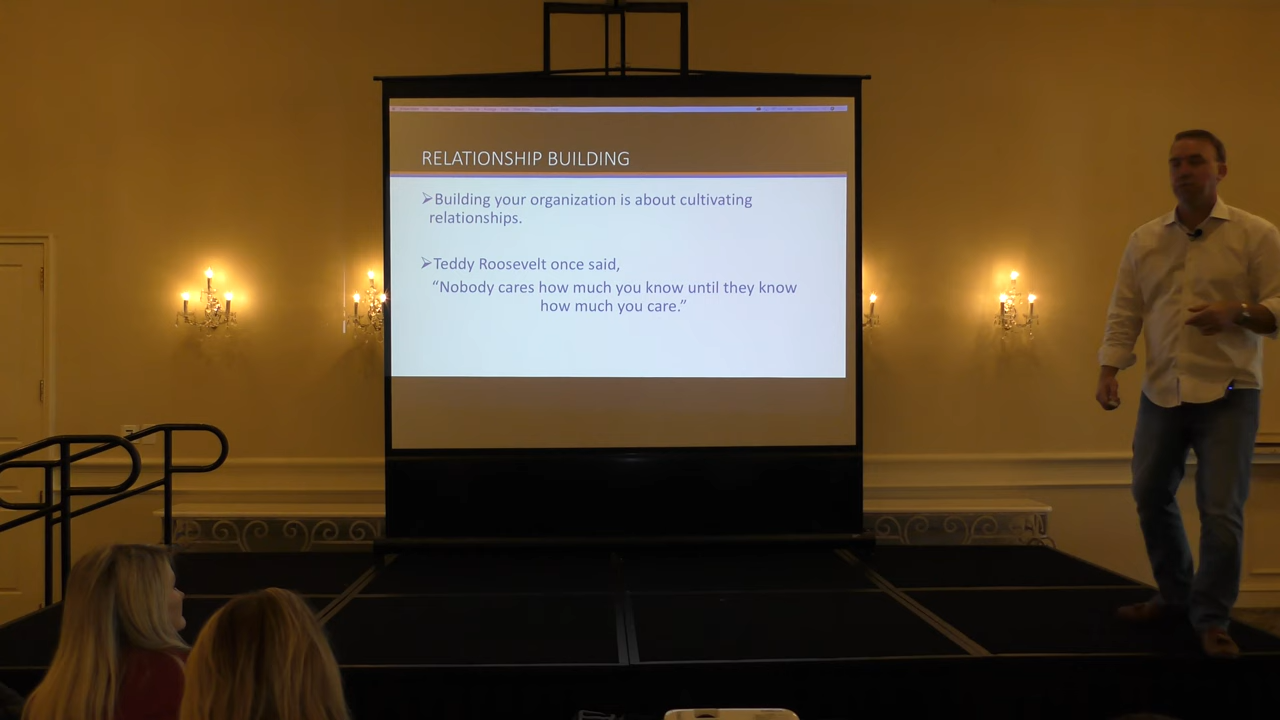 RELATIONSHIP BUILDING
➢Building your organization is about cultivating
relationships.
➢Teddy Roosevelt once said,
“Nobody cares how much you know until they know
how much you care.”